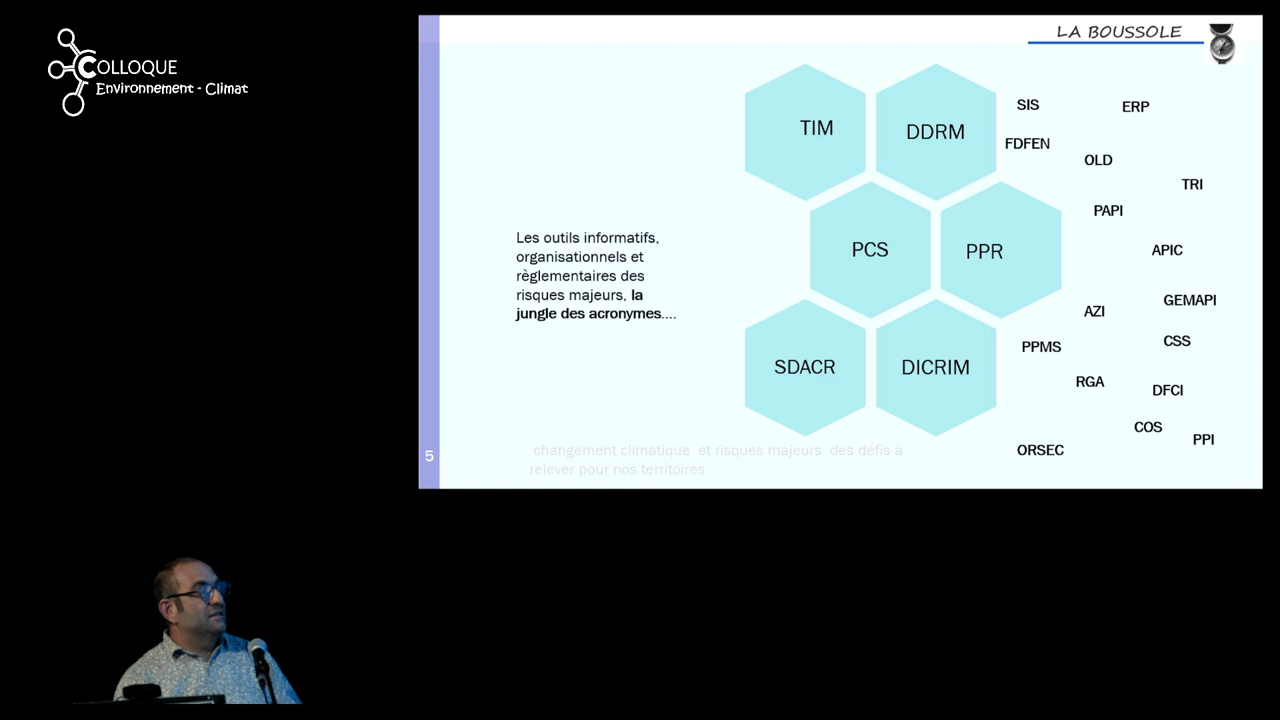 COLLOQUE
Environnement - Climat
LA BOUSSOLE
TIM
DDRM
SIS
ERP
FDFEN
OLD
TRI
PAPI
Les outils informatifs,
organisationnels et
règlementaires des
risques majeurs, la
jungle des acronymes....
PCS
PPR
APIC
GEMAPI
AZI
CSS
PPMS
SDACR
DICRIM
RGA
DFCI
COS
PPI
ORSEC
5
changement climatique et risques majeurs des défis à
relever pour nos territoires